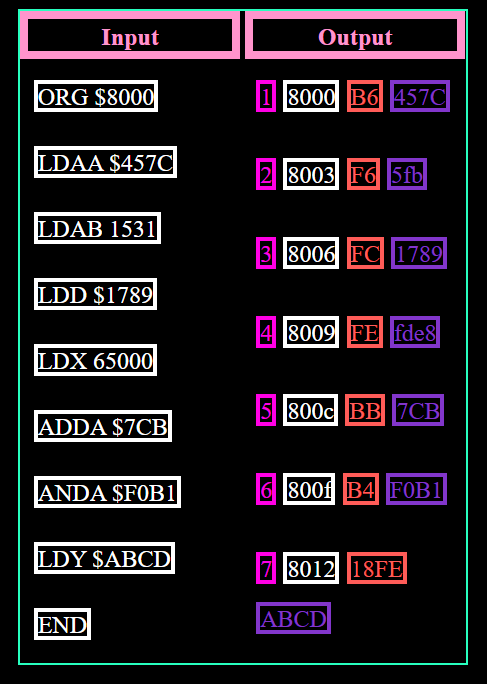 Input
Output
ORG $8000
LDAA $457C
LDAB 1531
LDD $1789
LDX 65000
ADDA $7CB
ANDA $F0B1
LDY $ABCD
END
1 8000 B6 457C
2 8003 F6 5fb
3 8006 FC 1789
4 8009 FE fde8
5 800c BB 7CB
6 800f B4 F0B1
7 8012 18FE
ABCD